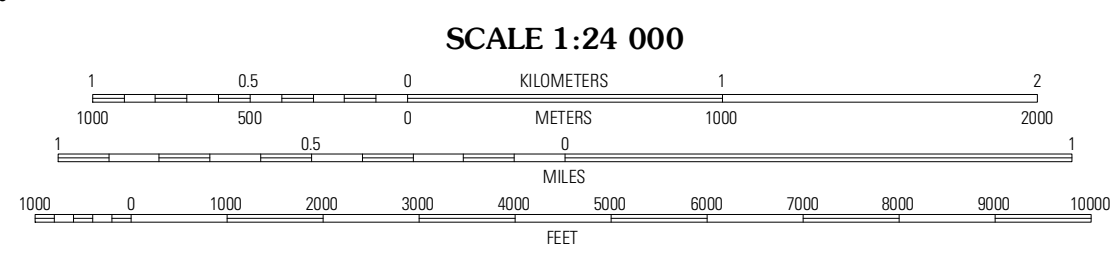 SCALE 1:24 000
1 0.5 0 KILOMETERS 1 2
1000 500 0 METERS 1000 2000
1 0.5 0 1
MILES
1000 0 1000 2000 3000 4000 5000 6000 7000 8000 9000 10000
FEET